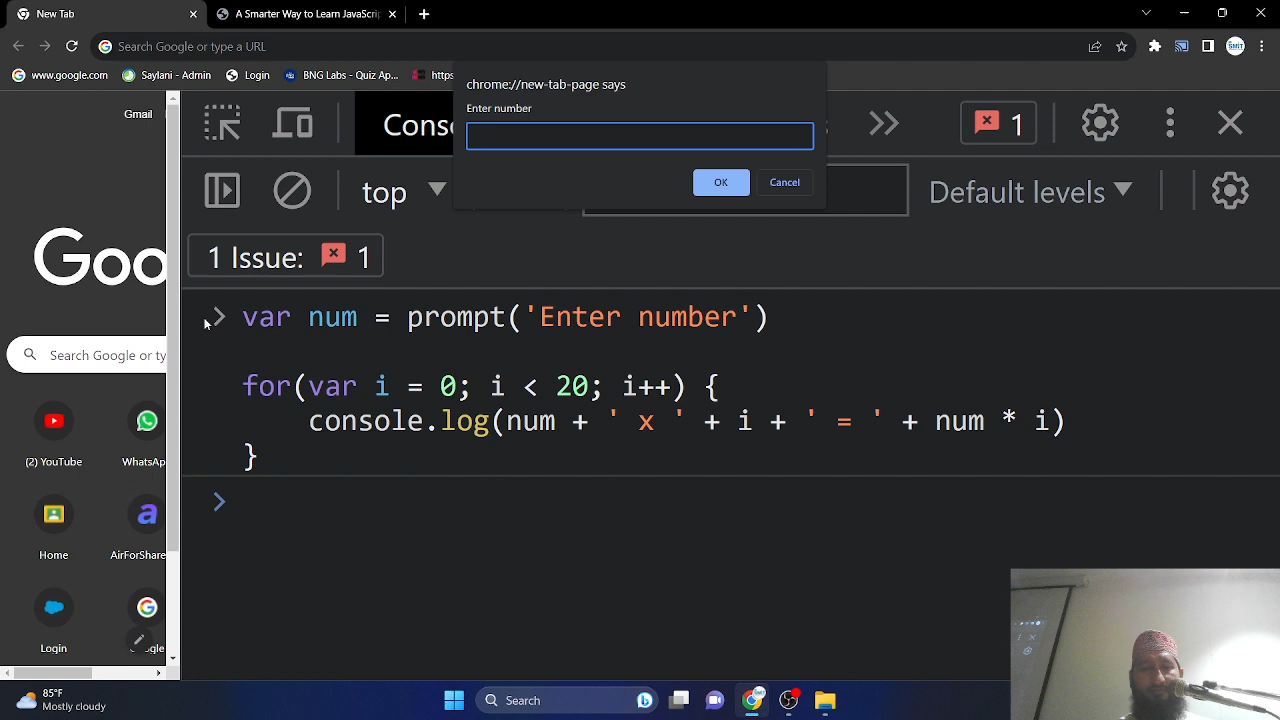 New Tab
A Smarter Way to Learn JavaScrip
Search Google or type a URL
www.google.com
Saylani - Admin
Login
BNG Labs - Quiz Ap...
https
chrome://new-tab-page says
Enter number
OK
Cancel
Gmail
Conso
1
top
Default levels
1 Issue:
1
Goo
Search Google or ty
(2) YouTube
WhatsAp
Home
AirForShare
Login
gle
var num = prompt('Enter number')
for(var i = 0; i < 20; i++) {
console.log(num + ' x ' + i + ' = ' + num * i)
}
85°F
Mostly cloudy
Search